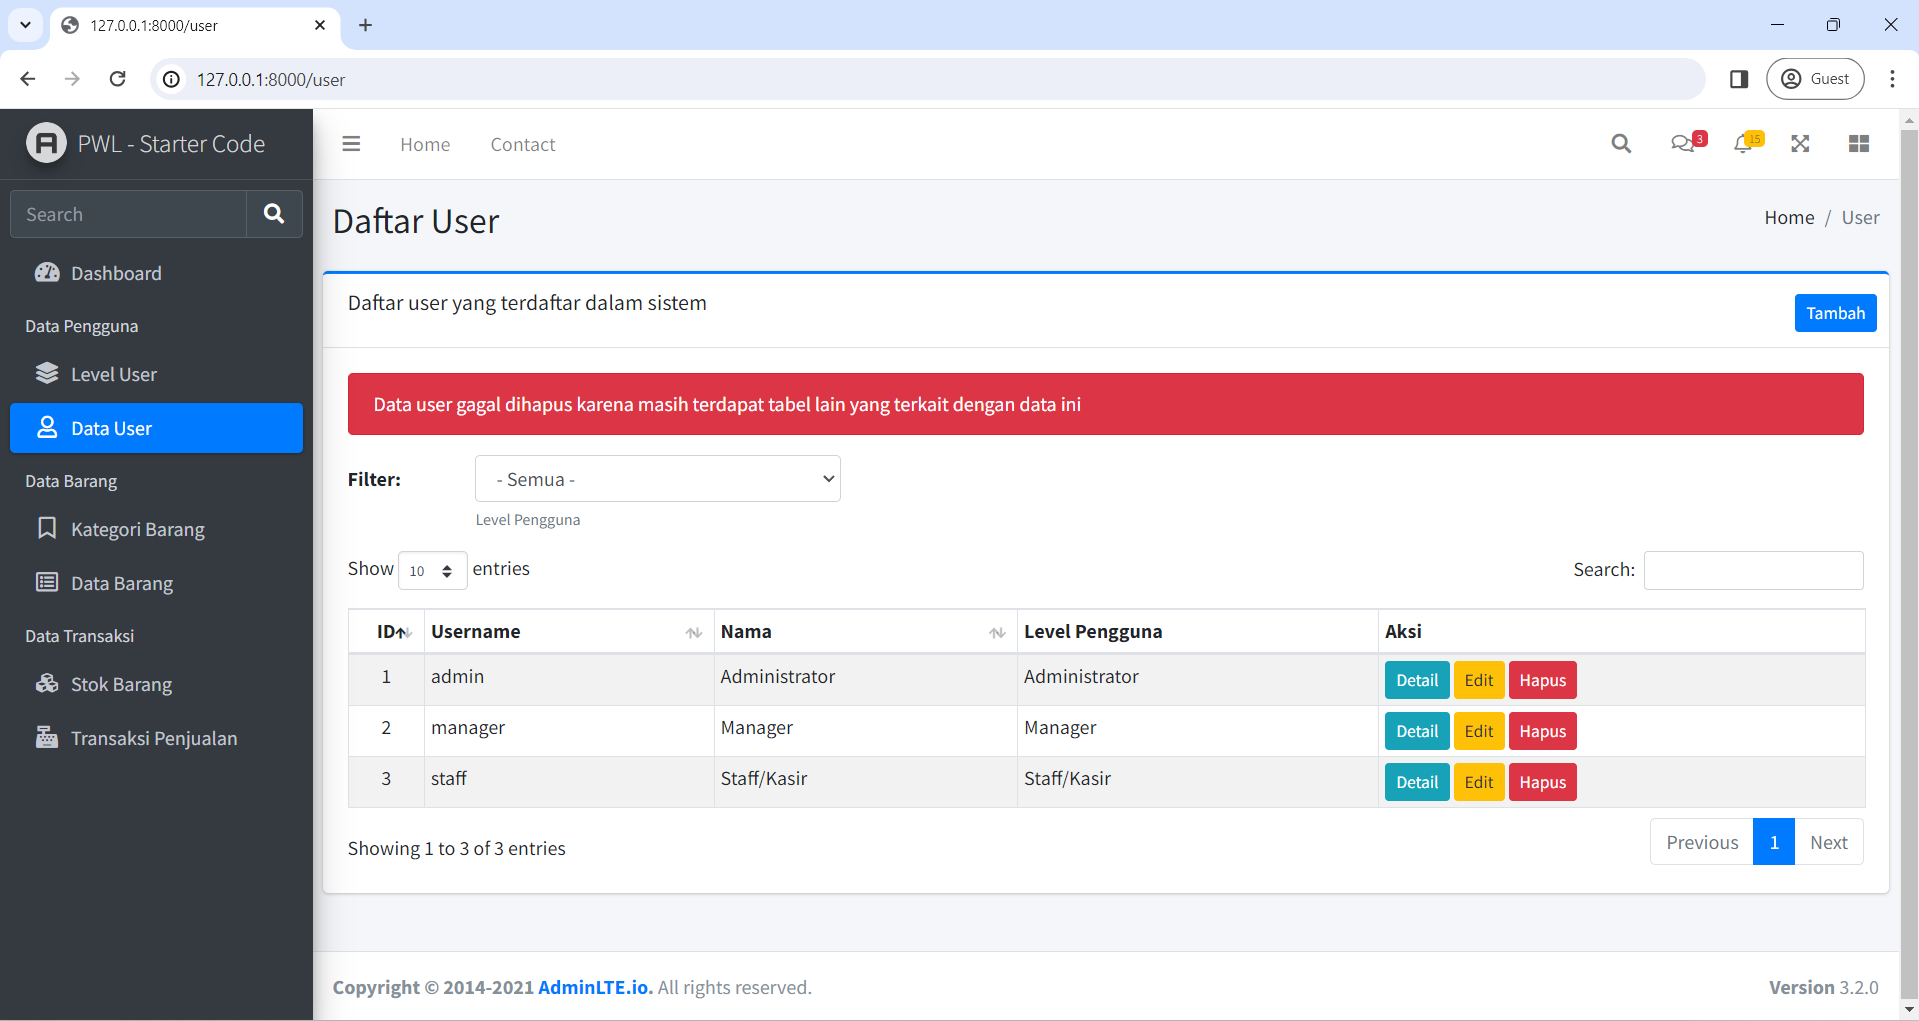 127.0.0.1:8000/user
127.0.0.1:8000/user
Guest
PWL - Starter Code
Home
Contact
3
15
Search
Daftar User
Home / User
Dashboard
Data Pengguna
Level User
Data User
Data Barang
Kategori Barang
Data Barang
Data Transaksi
Stok Barang
Transaksi Penjualan
Daftar user yang terdaftar dalam sistem
Tambah
Data user gagal dihapus karena masih terdapat tabel lain yang terkait dengan data ini
Filter:
- Semua -
Level Pengguna
Show 10 entries
Search:
ID Username Nama Level Pengguna Aksi
1 admin Administrator Administrator Detail Edit Hapus
2 manager Manager Manager Detail Edit Hapus
3 staff Staff/Kasir Staff/Kasir Detail Edit Hapus
Showing 1 to 3 of 3 entries
Previous 1 Next
Copyright © 2014-2021 AdminLTE.io. All rights reserved.
Version 3.2.0